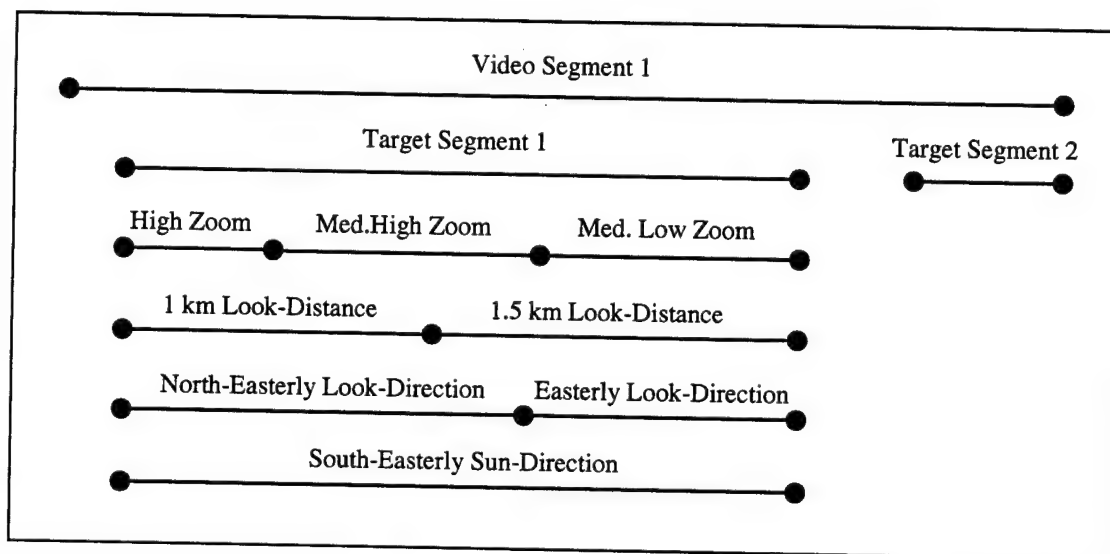 Video Segment 1
Target Segment 1
Target Segment 2
High Zoom
Med.High Zoom
Med. Low Zoom
1 km Look-Distance
1.5 km Look-Distance
North-Easterly Look-Direction
Easterly Look-Direction
South-Easterly Sun-Direction